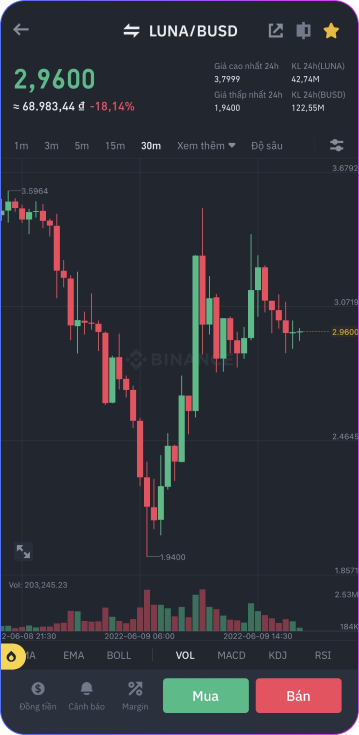 LUNA/BUSD
2,9600
≈ 68.983,44 ₫ -18,14%
Giá cao nhất 24h
3,7999
KL 24h(LUNA)
42,74M
Giá thấp nhất 24h
1,9400
KL 24h(BUSD)
122,55M
1m 3m 5m 15m 30m Xem thêm Độ sâu
3.6792
3.5964
3.0719
2.9600
BINANCE
2.4645
1.9400
1.8571
Vol: 203,245.23
2.53M
184K
2-06-08 21:30 2022-06-09 06:00 2022-06-09 14:30
MA EMA BOLL VOL MACD KDJ RSI
Đồng tiền Cảnh báo Margin Mua Bán